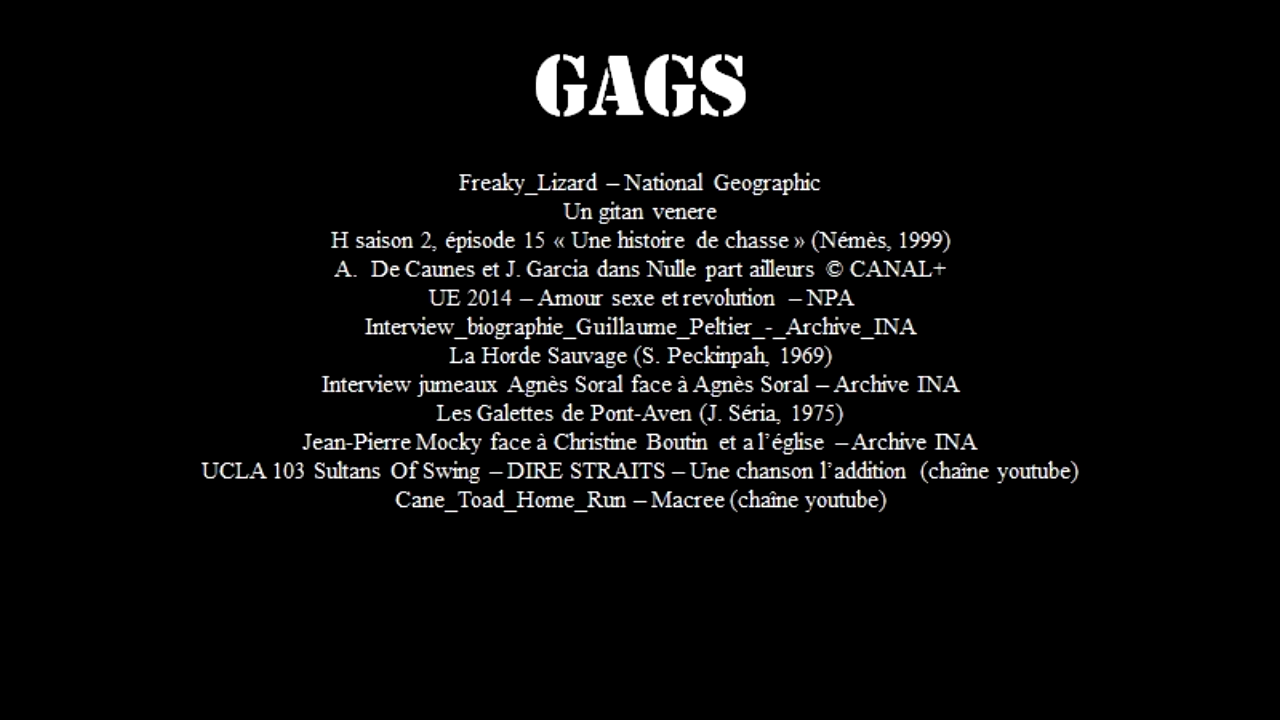 GAGS
Freaky_Lizard – National Geographic
Un gitan venere
H saison 2, épisode 15 « Une histoire de chasse » (Némès, 1999)
A. De Caunes et J. Garcia dans Nulle part ailleurs © CANAL+
UE 2014 – Amour sexe et revolution – NPA
Interview_biographie_Guillaume_Peltier_-_Archive_INA
La Horde Sauvage (S. Peckinpah, 1969)
Interview jumeaux Agnès Soral face à Agnès Soral – Archive INA
Les Galettes de Pont-Aven (J. Séria, 1975)
Jean-Pierre Mocky face à Christine Boutin et a l’église – Archive INA
UCLA 103 Sultans Of Swing – DIRE STRAITS – Une chanson l’addition (chaîne youtube)
Cane_Toad_Home_Run – Macree (chaîne youtube)